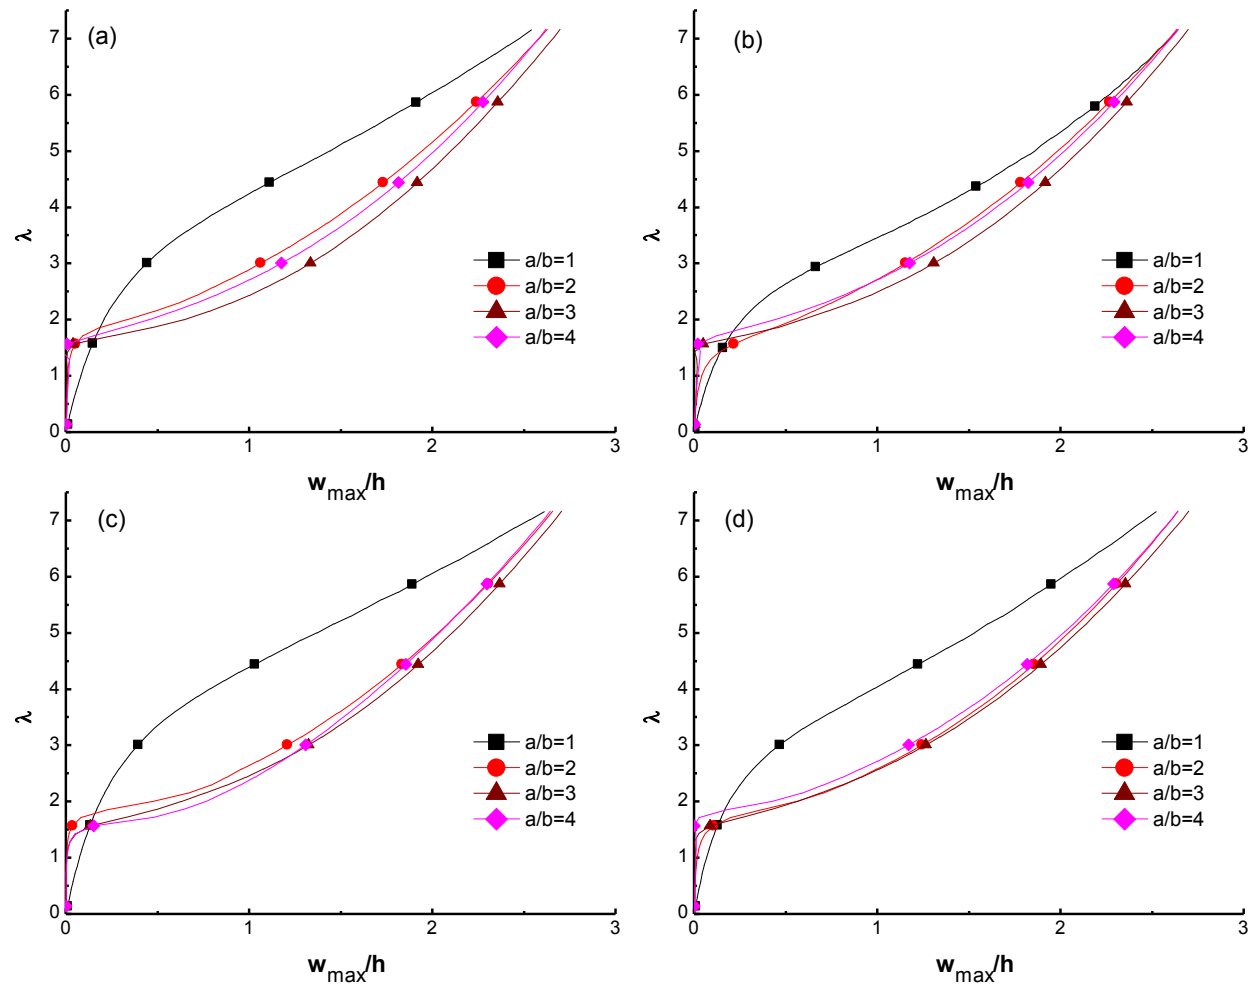 (a)
7
6
5
4
3
2
1
0
λ
a/b=1
a/b=2
a/b=3
a/b=4
0 1 2 3
w_max/h
(b)
7
6
5
4
3
2
1
0
λ
a/b=1
a/b=2
a/b=3
a/b=4
0 1 2 3
w_max/h
(c)
7
6
5
4
3
2
1
0
λ
a/b=1
a/b=2
a/b=3
a/b=4
0 1 2 3
w_max/h
(d)
7
6
5
4
3
2
1
0
λ
a/b=1
a/b=2
a/b=3
a/b=4
0 1 2 3
w_max/h